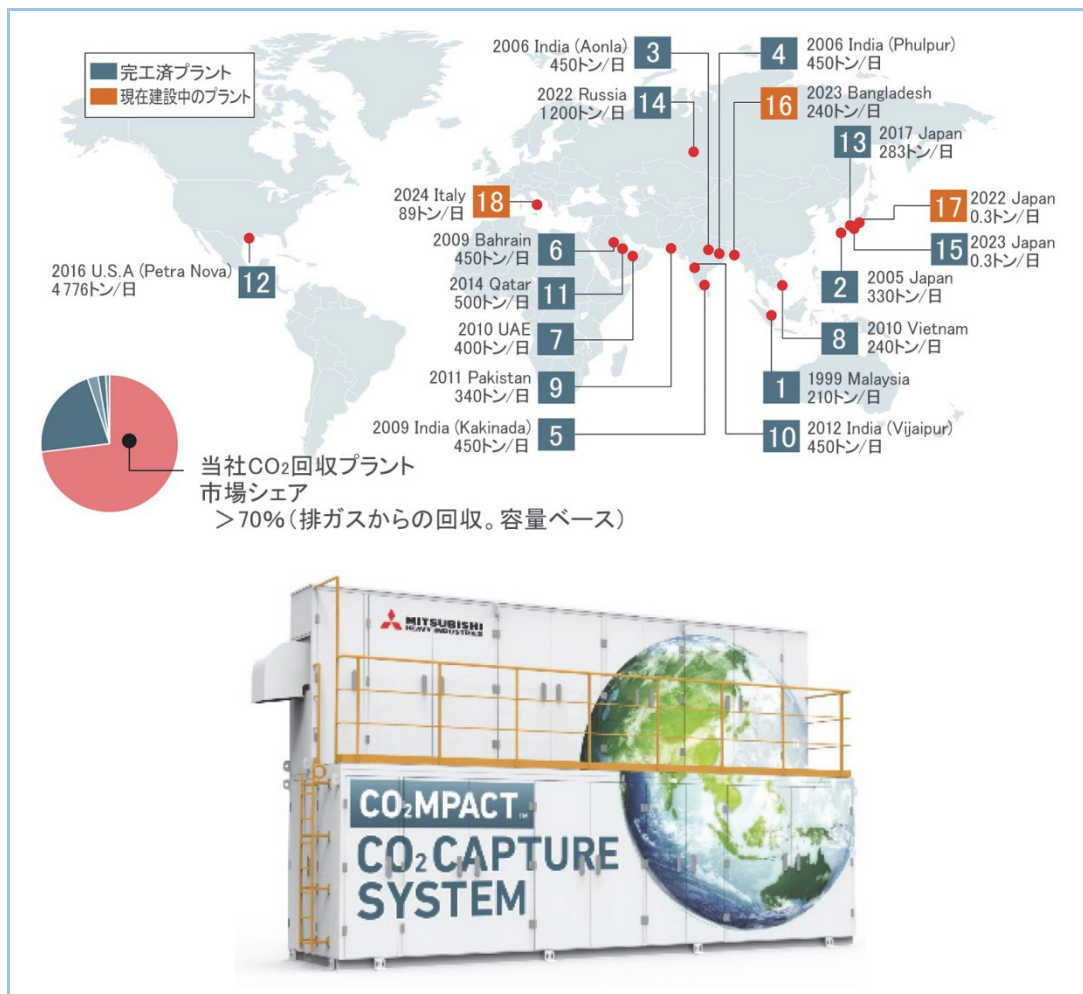 完工済プラント
現在建設中のプラント
2006 India (Aonla)
450トン/日
3
4
2006 India (Phulpur)
450トン/日
2022 Russia
1200トン/日
14
16
2023 Bangladesh
240トン/日
13
2017 Japan
283トン/日
2024 Italy
89トン/日
18
17
2022 Japan
0.3トン/日
2009 Bahrain
450トン/日
6
15
2023 Japan
0.3トン/日
2016 U.S.A (Petra Nova)
4776トン/日
12
2014 Qatar
500トン/日
11
2
2005 Japan
330トン/日
2010 UAE
400トン/日
7
8
2010 Vietnam
240トン/日
2011 Pakistan
340トン/日
9
1
1999 Malaysia
210トン/日
2009 India (Kakinada)
450トン/日
5
10
2012 India (Vijaipur)
450トン/日
当社CO₂回収プラント
市場シェア
＞70%(排ガスからの回収。容量ベース)
MITSUBISHI
HEAVY INDUSTRIES
CO₂MPACT™
CO₂ CAPTURE
SYSTEM